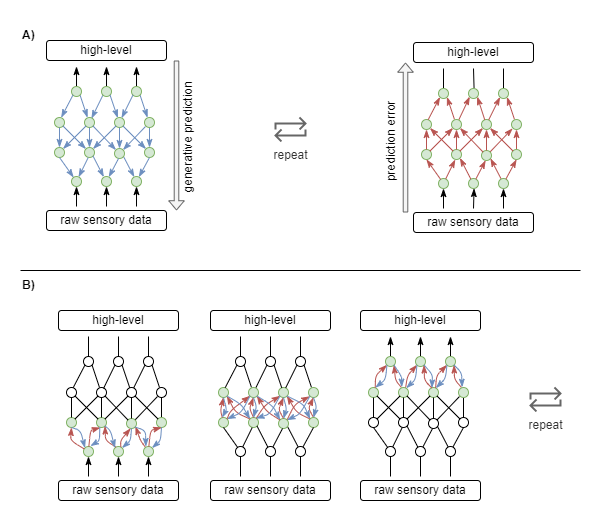 A)
high-level
generative prediction
raw sensory data
repeat
high-level
prediction error
raw sensory data
B)
high-level
high-level
high-level
raw sensory data
raw sensory data
raw sensory data
repeat